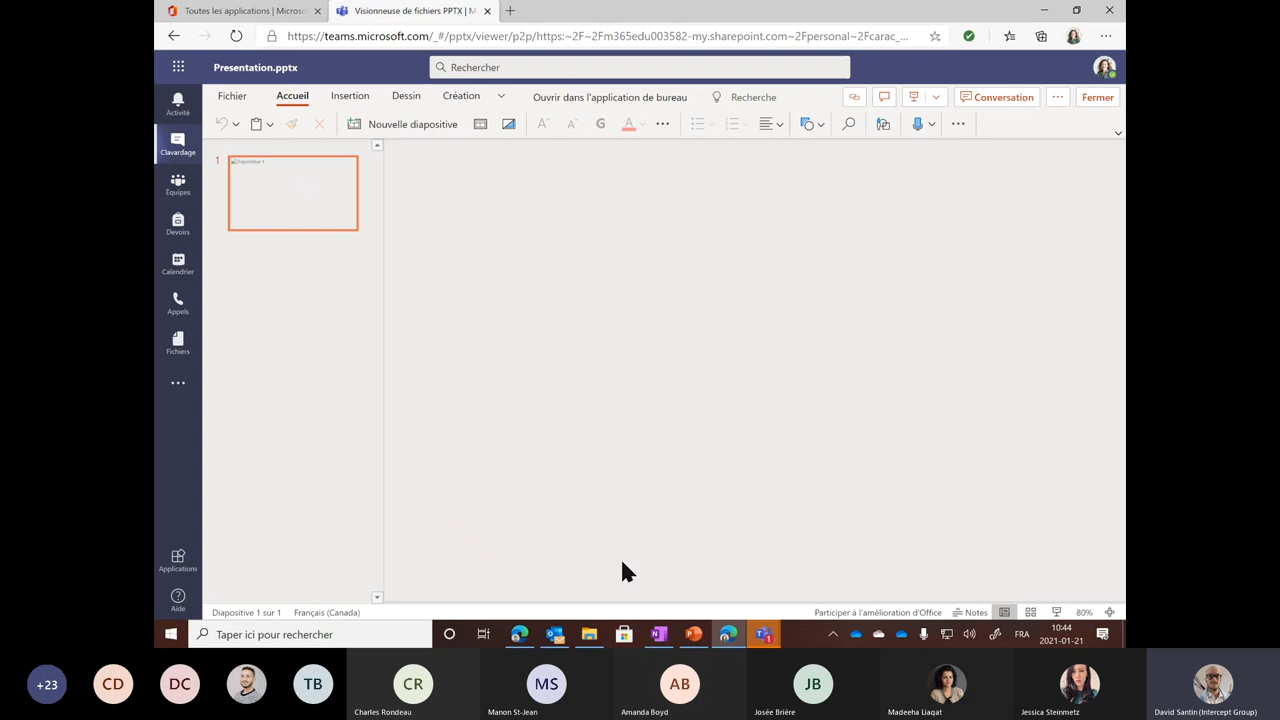 Toutes les applications | Microso
Visionneuse de fichiers PPTX | M
https://teams.microsoft.com/_#/pptx/viewer/p2p/https:~2F~2Fm365edu003582-my.sharepoint.com~2Fpersonal~2Fcarac_...
Presentation.pptx
Rechercher
Fichier
Accueil
Insertion
Dessin
Création
Ouvrir dans l'application de bureau
Recherche
Conversation
Fermer
Nouvelle diapositive
G
A
Activité
Clavardage
Équipes
Devoirs
Calendrier
Appels
Fichiers
Applications
Aide
1
Diapositive 1
Diapositive 1 sur 1
Français (Canada)
Participer à l'amélioration d'Office
Notes
80%
Taper ici pour rechercher
FRA
10:44
2021-01-21
+23
CD
DC
TB
CR
Charles Rondeau
MS
Manon St-Jean
AB
Amanda Boyd
JB
Josée Brière
Madeeha Liaqat
Jessica Steinmetz
David Santin (Intercept Group)